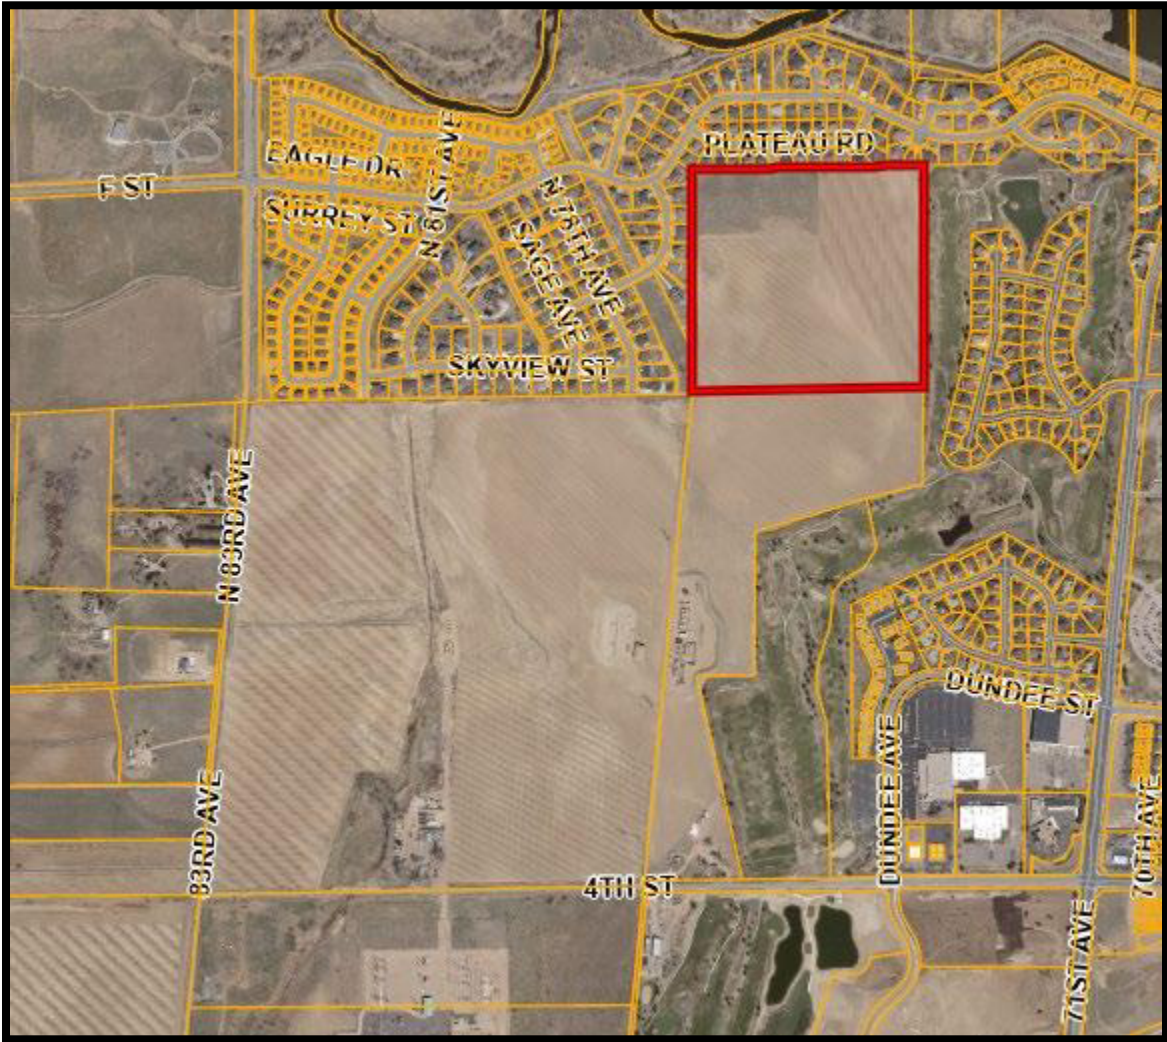 PLATEAU RD
EAGLE DR
F ST
N 81ST AVE
SURREY ST
N 78TH AVE
SAGE AVE
SKYVIEW ST
N 83RD AVE
DUNDEE ST
DUNDEE AVE
83RD AVE
70TH AVE
4TH ST
71ST AVE